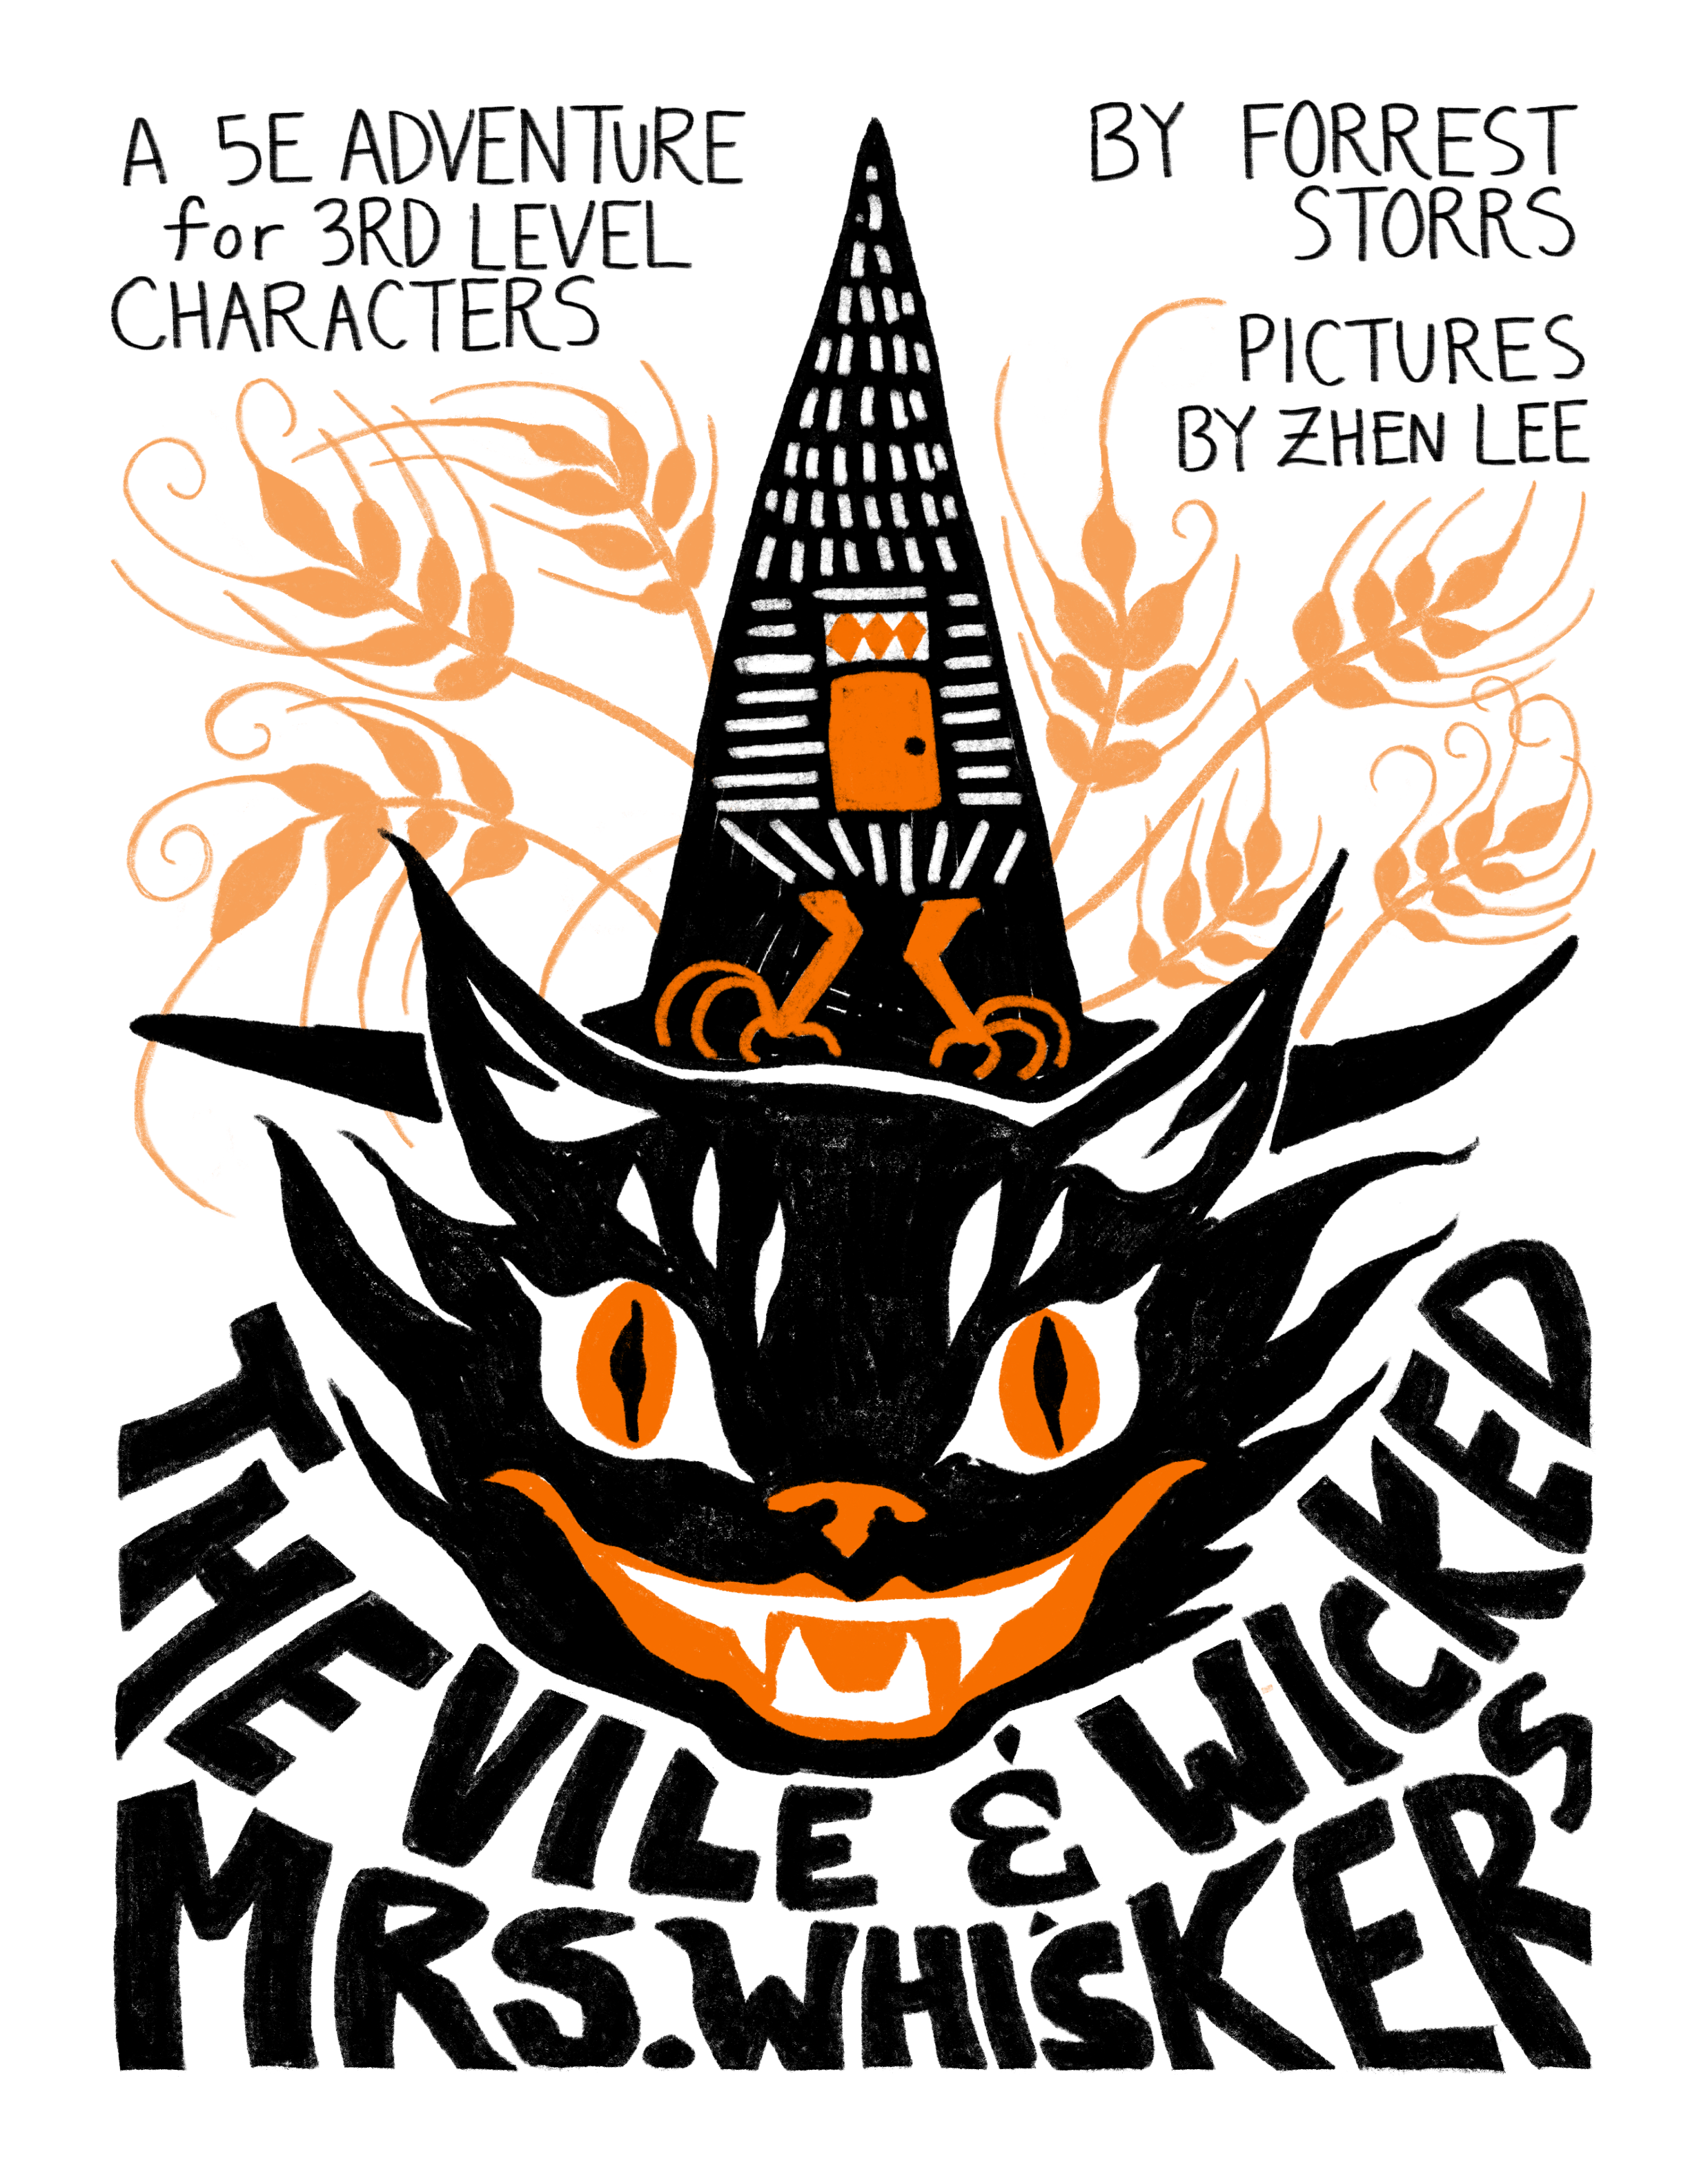 A 5E ADVENTURE
for 3RD LEVEL
CHARACTERS
BY FORREST
STORRS
PICTURES
BY ZHEN LEE
THE VILE & WICKED
MRS. WHISKERS